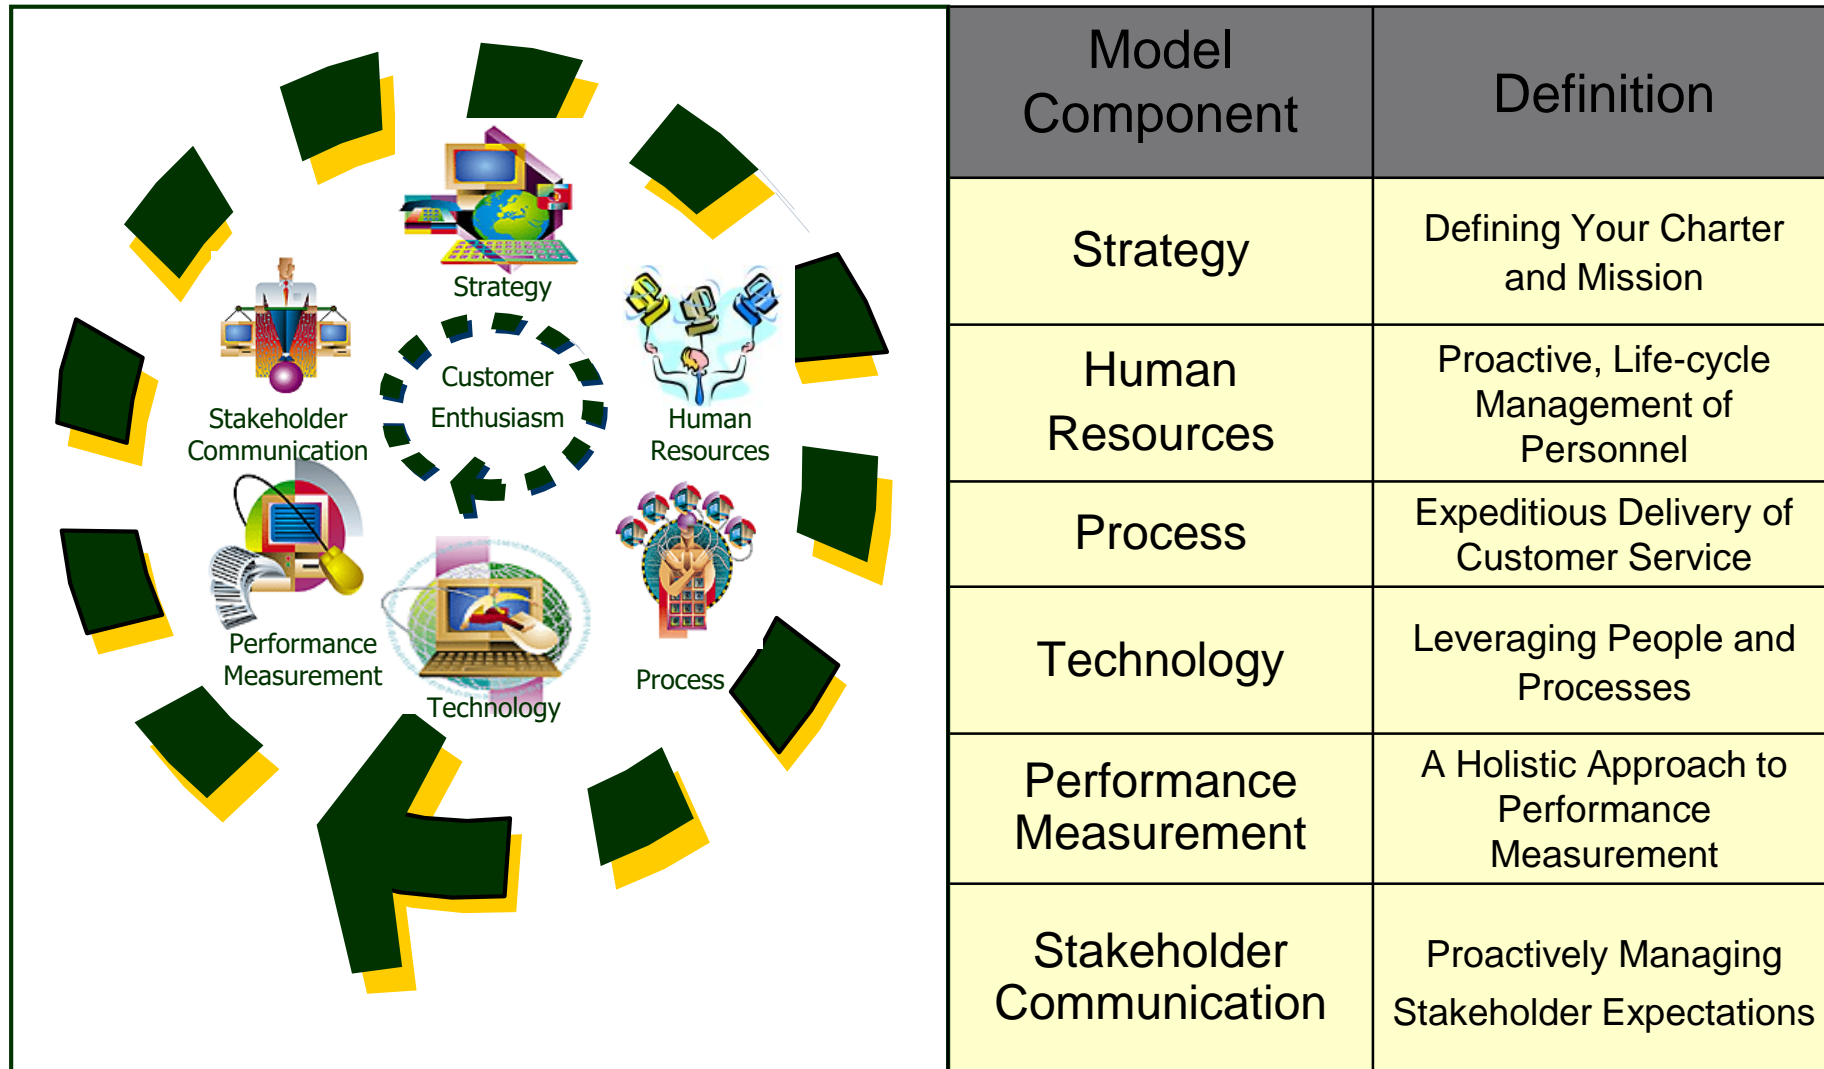 Strategy
Customer
Enthusiasm
Stakeholder
Communication
Human
Resources
Performance
Measurement
Process
Technology
Model
Component
Definition
Strategy
Defining Your Charter
and Mission
Human
Resources
Proactive, Life-cycle
Management of
Personnel
Process
Expeditious Delivery of
Customer Service
Technology
Leveraging People and
Processes
Performance
Measurement
A Holistic Approach to
Performance
Measurement
Stakeholder
Communication
Proactively Managing
Stakeholder Expectations